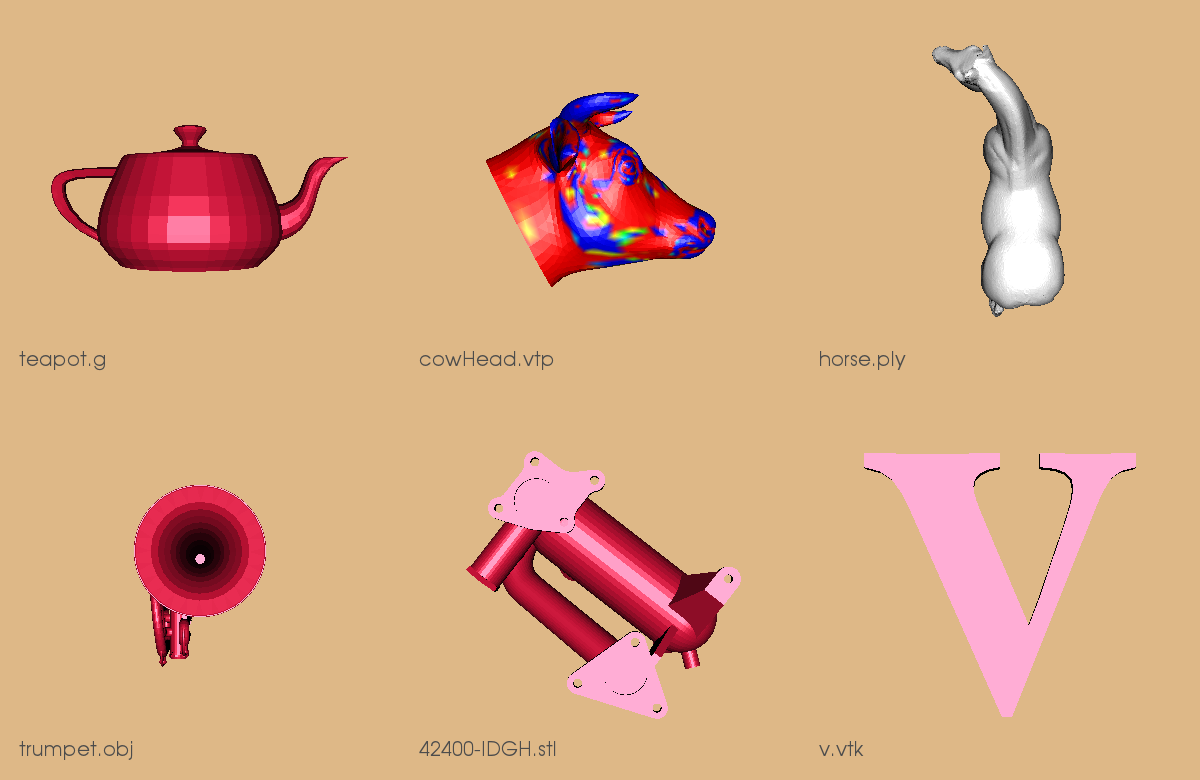 teapot.g
cowHead.vtp
horse.ply
trumpet.obj
42400-IDGH.stl
v.vtk
V